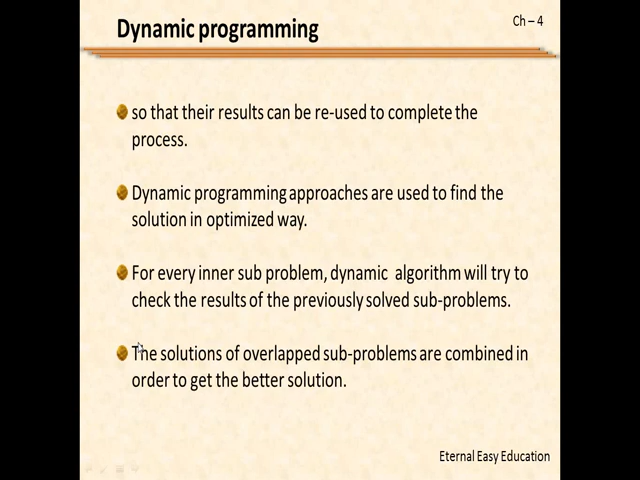 Dynamic programming
Ch – 4
so that their results can be re-used to complete the
process.
Dynamic programming approaches are used to find the
solution in optimized way.
For every inner sub problem, dynamic algorithm will try to
check the results of the previously solved sub-problems.
The solutions of overlapped sub-problems are combined in
order to get the better solution.
Eternal Easy Education